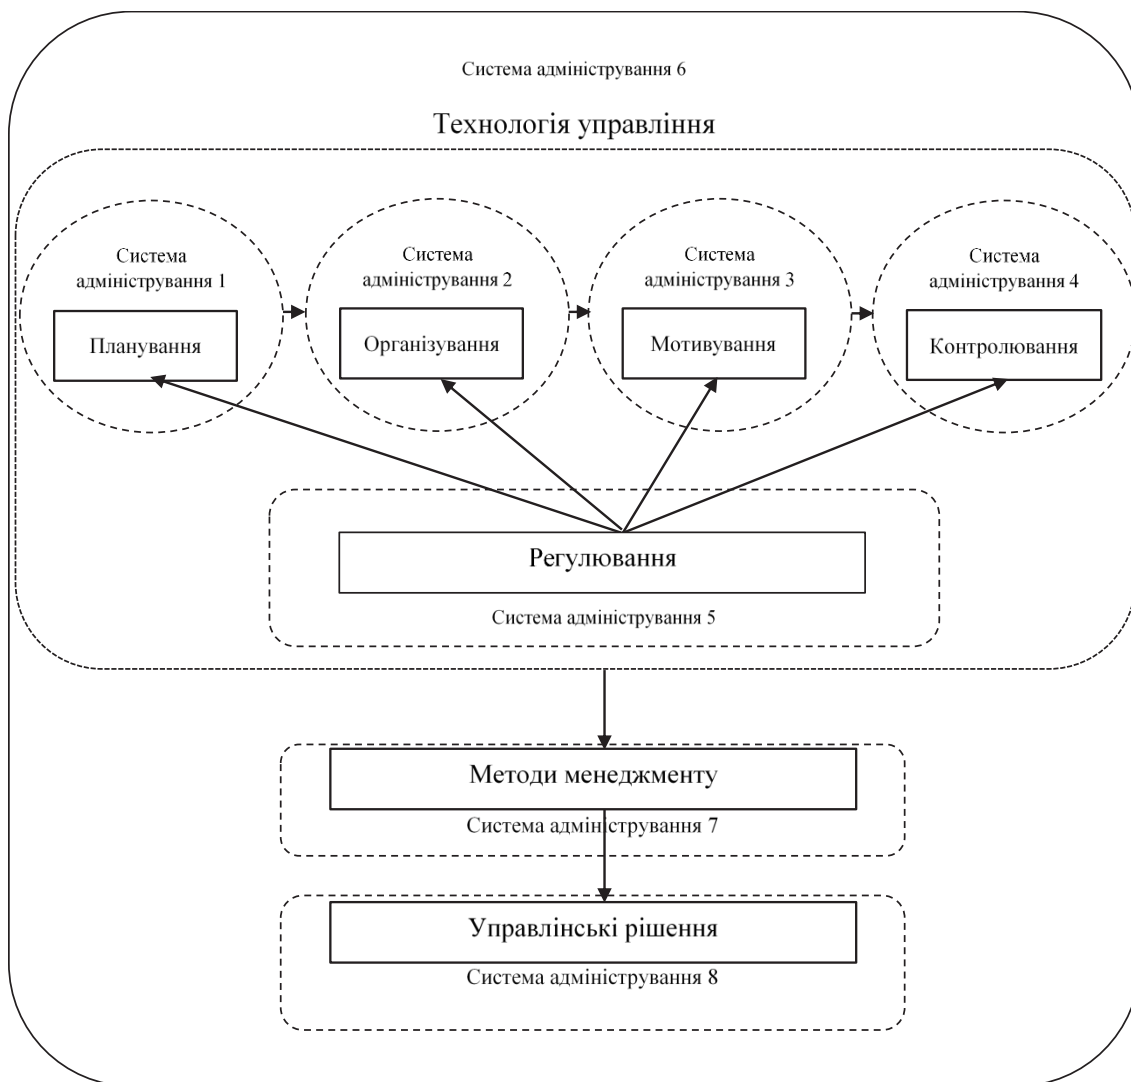 Система адміністрування 6
Технологія управління
Система
адміністрування 1
Планування
Система
адміністрування 2
Організування
Система
адміністрування 3
Мотивування
Система
адміністрування 4
Контролювання
Регулювання
Система адміністрування 5
Методи менеджменту
Система адміністрування 7
Управлінські рішення
Система адміністрування 8